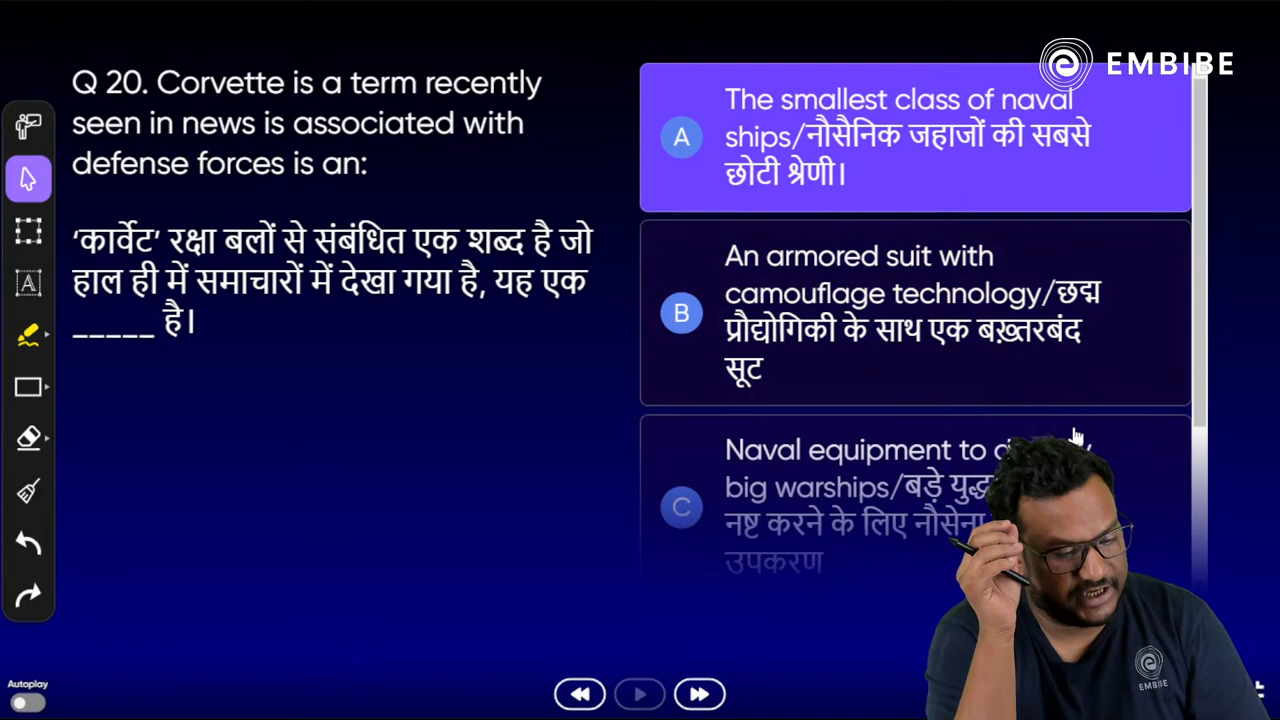 EMBIBE
Q 20. Corvette is a term recently
seen in news is associated with
defense forces is an:
‘कार्वेट’ रक्षा बलों से संबंधित एक शब्द है जो
हाल ही में समाचारों में देखा गया है, यह एक
_____ है।
A
The smallest class of naval
ships/नौसैनिक जहाजों की सबसे
छोटी श्रेणी।
B
An armored suit with
camouflage technology/छद्म
प्रौद्योगिकी के साथ एक बख़्तरबंद
सूट
C
Naval equipment to
big warships/बड़े
नष्ट करने के लिए नौसेना
उपकरण
A
EMBIBE
Autoplay